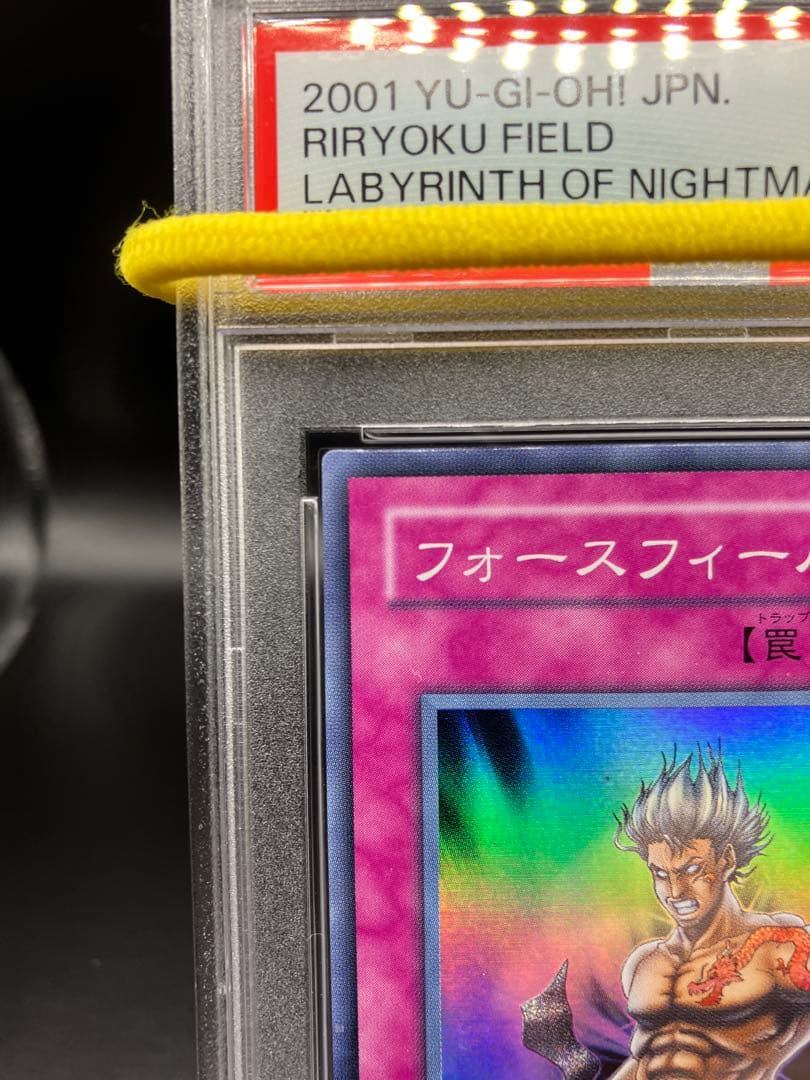 2001 YU-GI-OH! JPN.
RIRYOKU FIELD
LABYRINTH OF
フォースフィー
トラップ
【罠